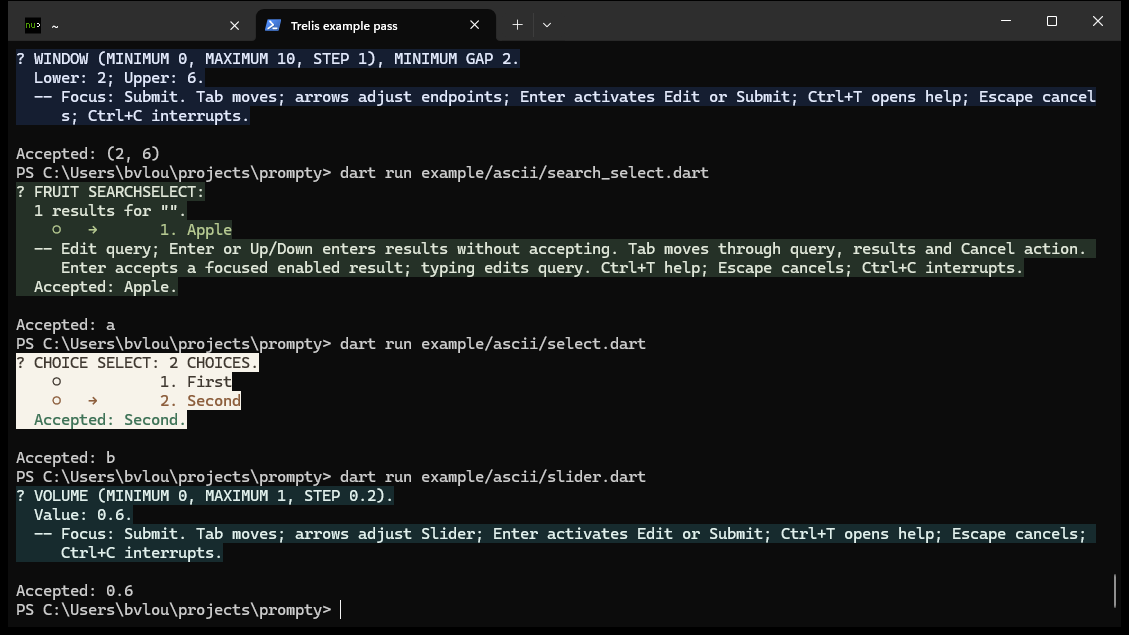 nu> ~
Trelis example pass
? WINDOW (MINIMUM 0, MAXIMUM 10, STEP 1), MINIMUM GAP 2.
Lower: 2; Upper: 6.
-- Focus: Submit. Tab moves; arrows adjust endpoints; Enter activates Edit or Submit; Ctrl+T opens help; Escape cancel
s; Ctrl+C interrupts.
Accepted: (2, 6)
PS C:\Users\bvlou\projects\prompty> dart run example/ascii/search_select.dart
? FRUIT SEARCHSELECT:
1 results for "".
○ → 1. Apple
-- Edit query; Enter or Up/Down enters results without accepting. Tab moves through query, results and Cancel action.
Enter accepts a focused enabled result; typing edits query. Ctrl+T help; Escape cancels; Ctrl+C interrupts.
Accepted: Apple.
Accepted: a
PS C:\Users\bvlou\projects\prompty> dart run example/ascii/select.dart
? CHOICE SELECT: 2 CHOICES.
○ 1. First
○ → 2. Second
Accepted: Second.
Accepted: b
PS C:\Users\bvlou\projects\prompty> dart run example/ascii/slider.dart
? VOLUME (MINIMUM 0, MAXIMUM 1, STEP 0.2).
Value: 0.6.
-- Focus: Submit. Tab moves; arrows adjust Slider; Enter activates Edit or Submit; Ctrl+T opens help; Escape cancels;
Ctrl+C interrupts.
Accepted: 0.6
PS C:\Users\bvlou\projects\prompty>